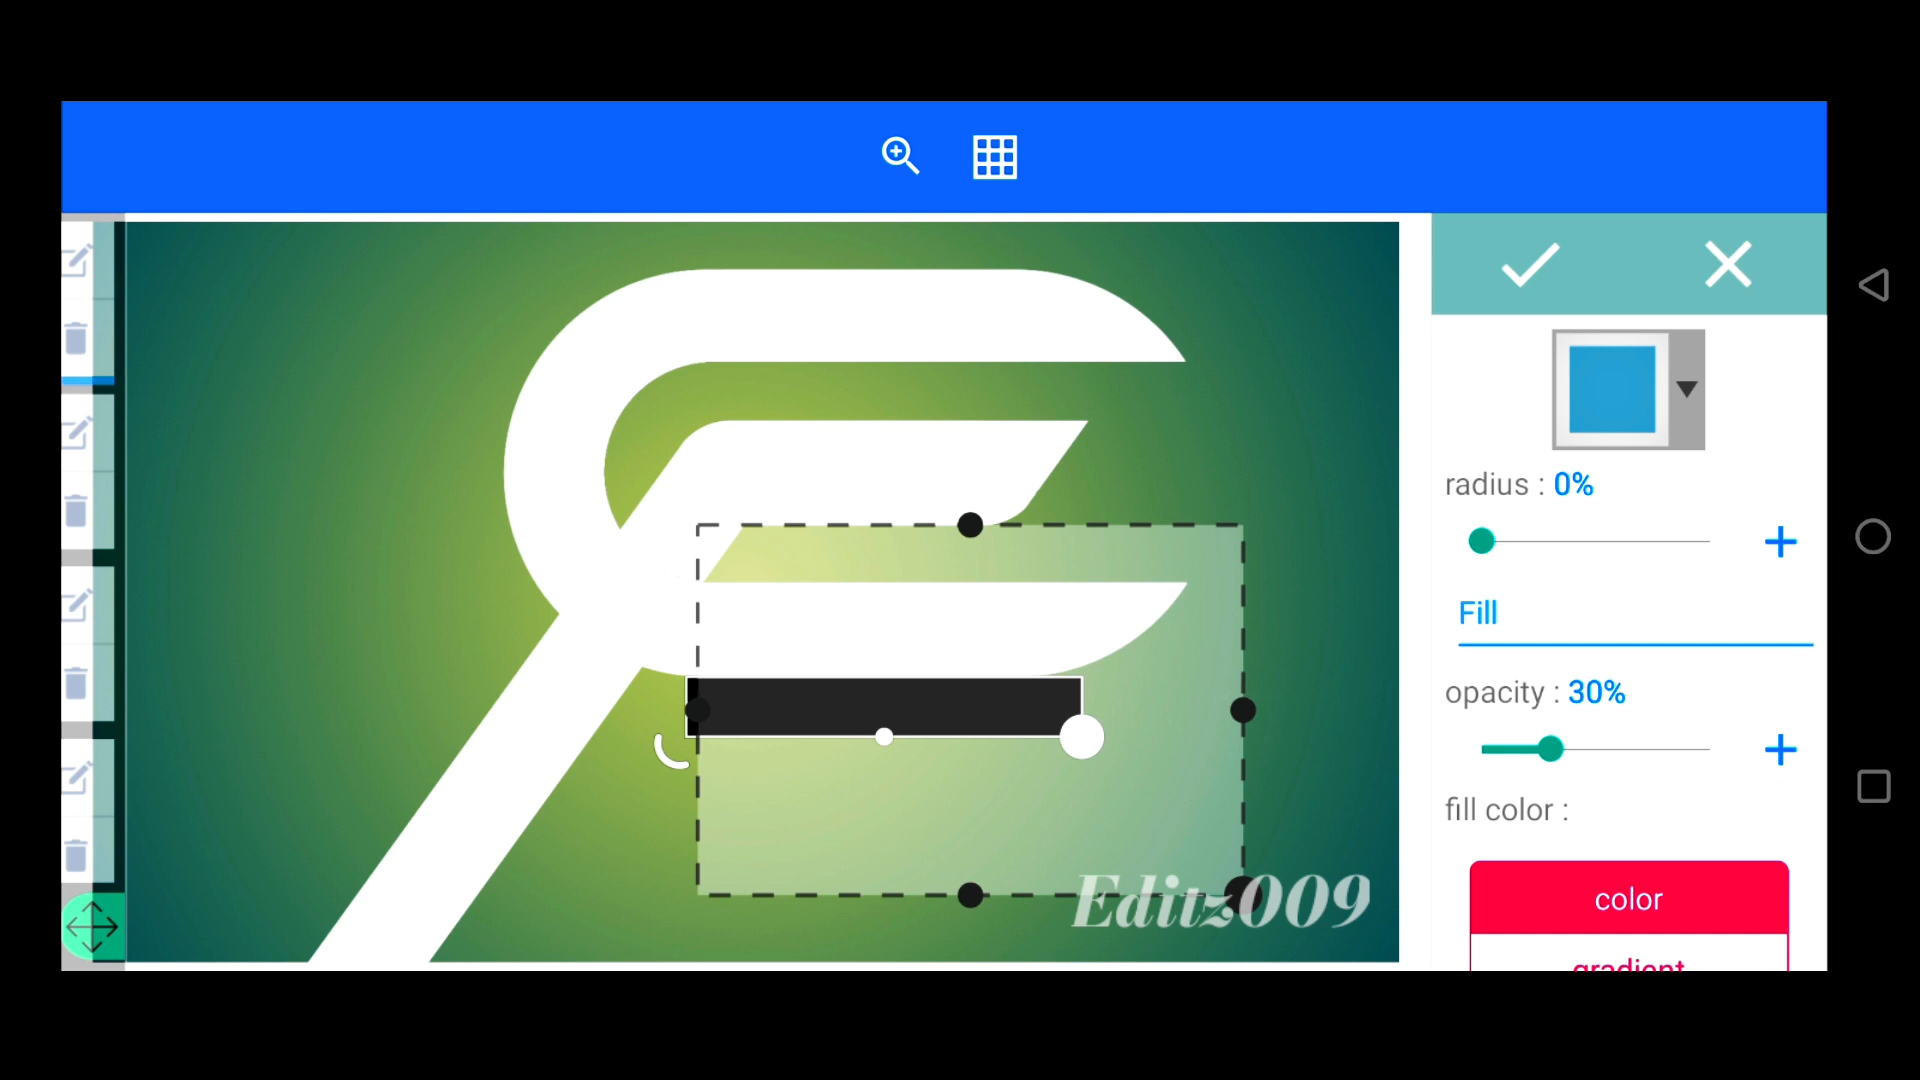 radius : 0%
Fill
opacity : 30%
fill color :
color
gradient
Editz009